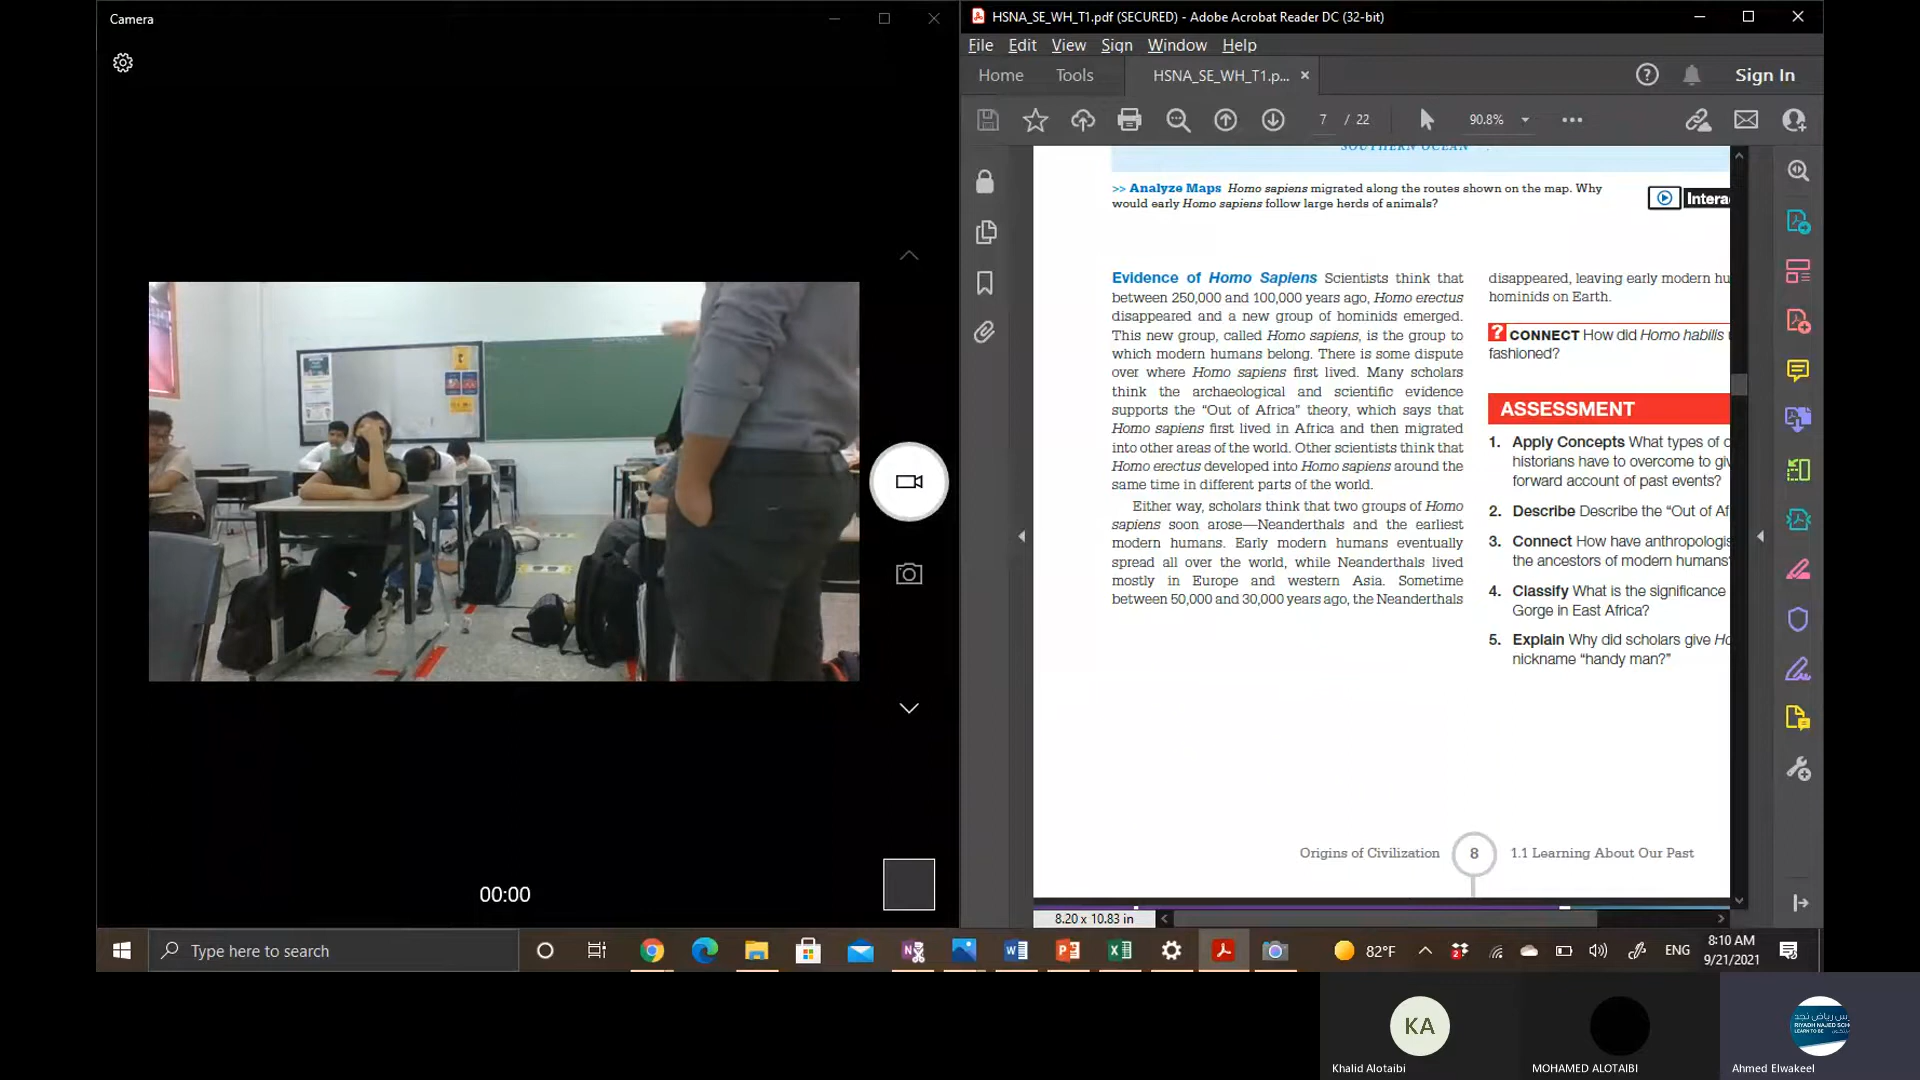 Camera
HSNA_SE_WH_T1.pdf (SECURED) - Adobe Acrobat Reader DC (32-bit)
File Edit View Sign Window Help
Home Tools HSNA_SE_WH_T1.p... Sign In
7 / 22 90.8%
SOUTHERN OCEAN
>> Analyze Maps Homo sapiens migrated along the routes shown on the map. Why
would early Homo sapiens follow large herds of animals?
Intera
Evidence of Homo Sapiens Scientists think that
between 250,000 and 100,000 years ago, Homo erectus
disappeared and a new group of hominids emerged.
This new group, called Homo sapiens, is the group to
which modern humans belong. There is some dispute
over where Homo sapiens first lived. Many scholars
think the archaeological and scientific evidence
supports the “Out of Africa” theory, which says that
Homo sapiens first lived in Africa and then migrated
into other areas of the world. Other scientists think that
Homo erectus developed into Homo sapiens around the
same time in different parts of the world.
Either way, scholars think that two groups of Homo
sapiens soon arose—Neanderthals and the earliest
modern humans. Early modern humans eventually
spread all over the world, while Neanderthals lived
mostly in Europe and western Asia. Sometime
between 50,000 and 30,000 years ago, the Neanderthals
disappeared, leaving early modern hu
hominids on Earth.
? CONNECT How did Homo habilis
fashioned?
ASSESSMENT
1. Apply Concepts What types of c
historians have to overcome to giv
forward account of past events?
2. Describe Describe the “Out of Af
3. Connect How have anthropologis
the ancestors of modern humans
4. Classify What is the significance
Gorge in East Africa?
5. Explain Why did scholars give Ho
nickname “handy man?”
Origins of Civilization 8 1.1 Learning About Our Past
8.20 x 10.83 in
00:00
Type here to search
82°F ENG 8:10 AM
9/21/2021
KA
RIYADH NAJED SCH
LEARN TO BE
Khalid Alotaibi MOHAMED ALOTAIBI Ahmed Elwakeel